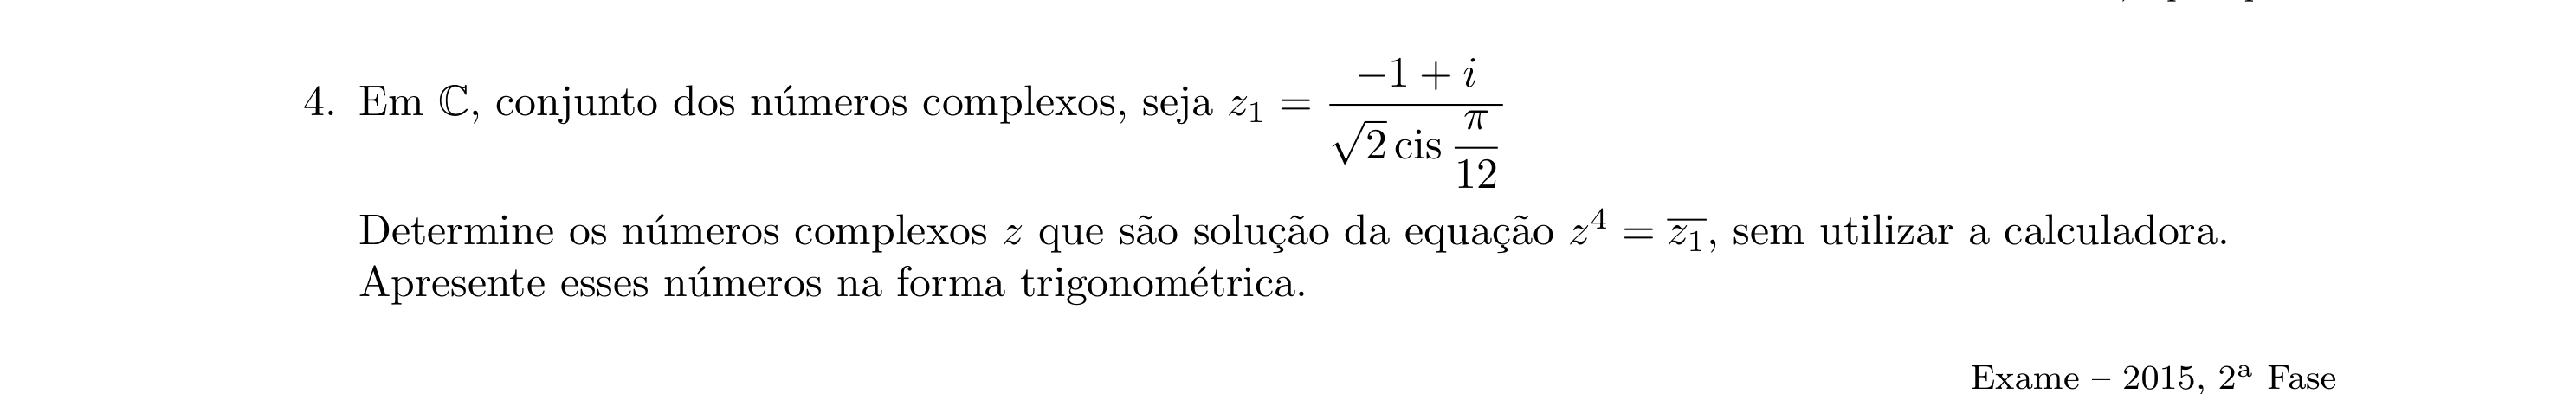 4. Em ℂ, conjunto dos números complexos, seja z₁ = (−1 + i) / (√2 cis π/12)
Determine os números complexos z que são solução da equação z⁴ = z̅₁, sem utilizar a calculadora.
Apresente esses números na forma trigonométrica.
Exame – 2015, 2ª Fase